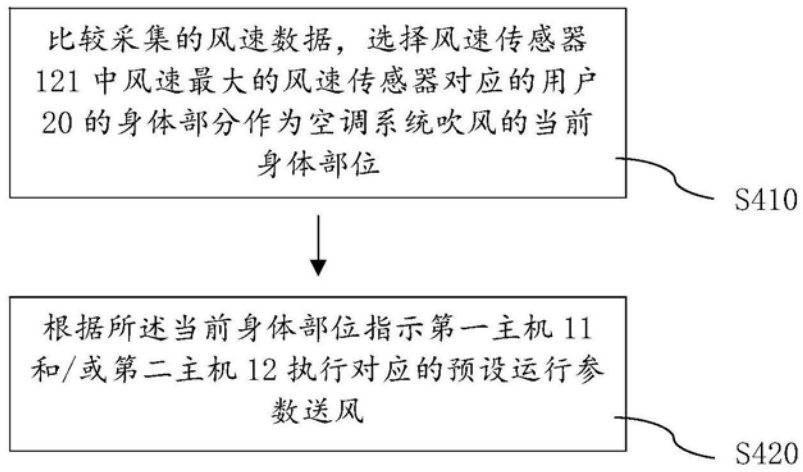 比较采集的风速数据，选择风速传感器
121 中风速最大的风速传感器对应的用户
20 的身体部分作为空调系统吹风的当前
身体部位
S410
根据所述当前身体部位指示第一主机 11
和/或第二主机 12 执行对应的预设运行参
数送风
S420